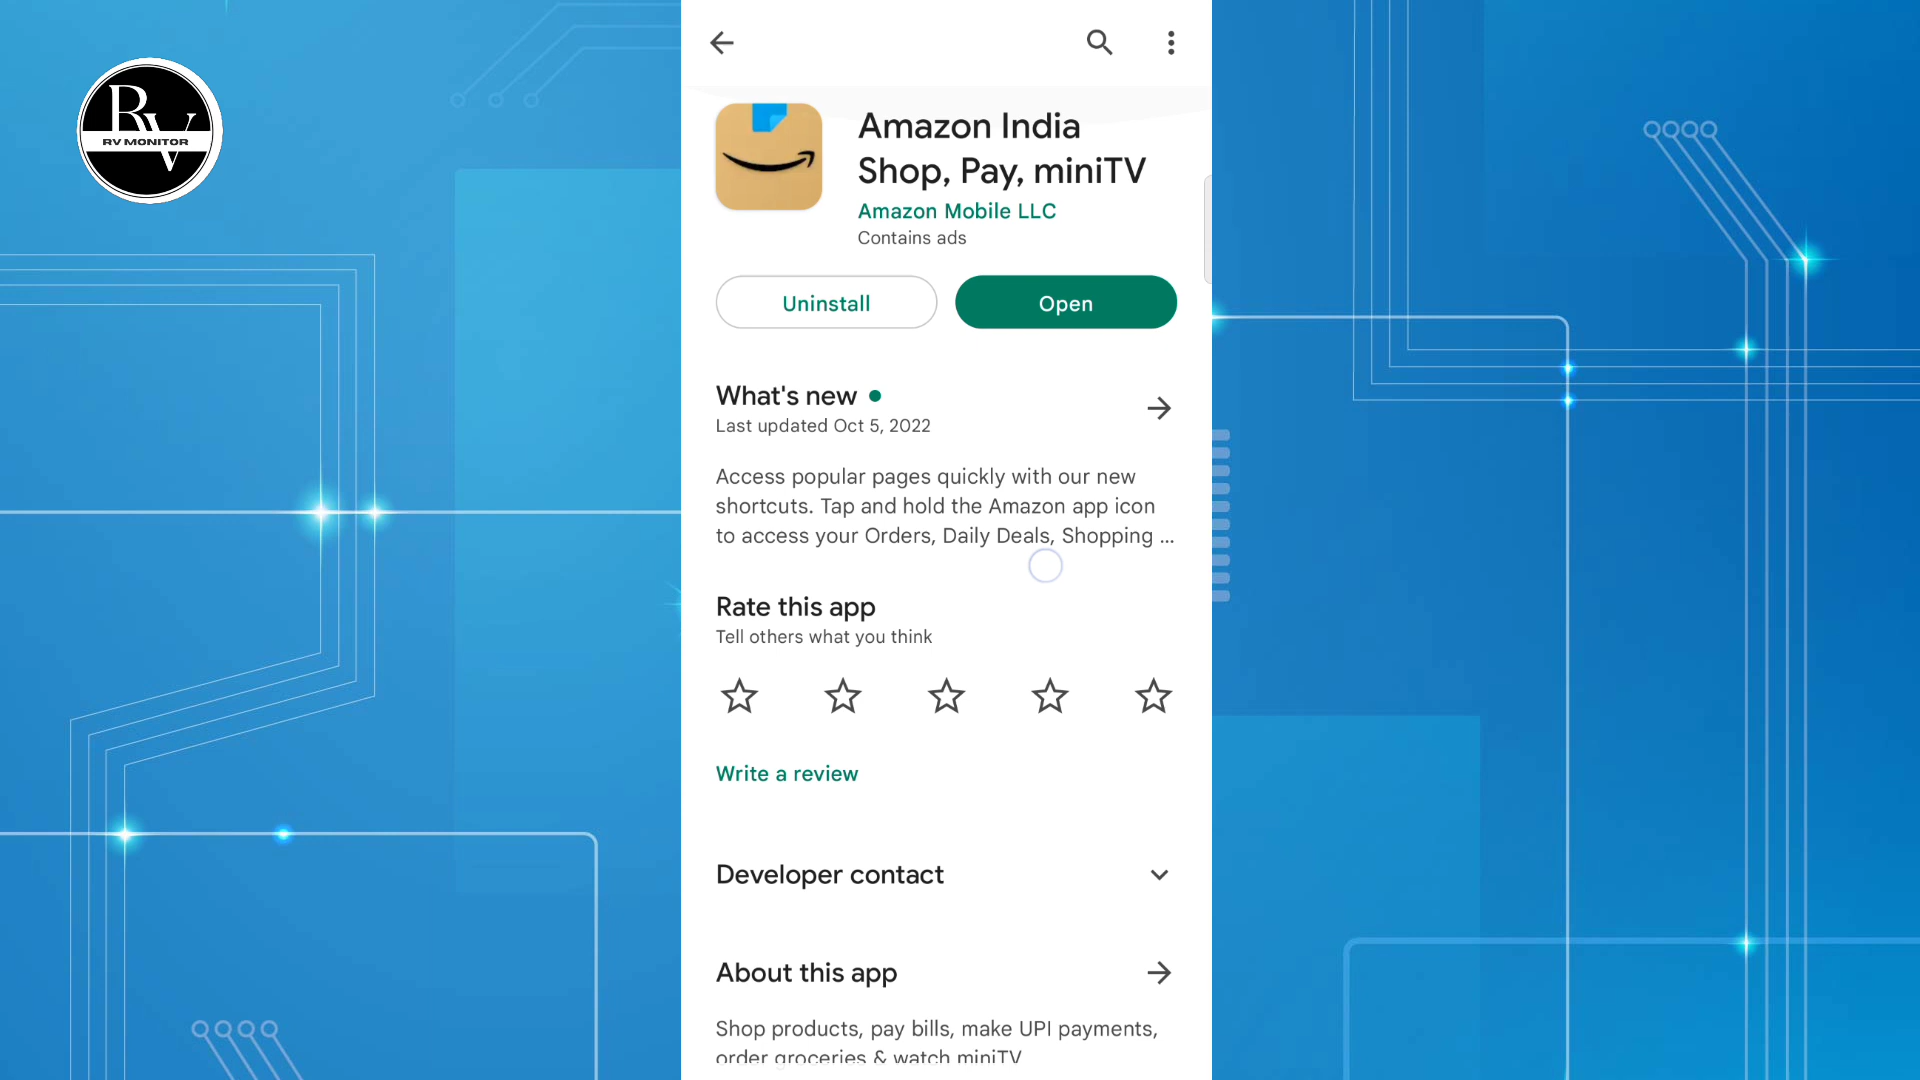 RV
RV MONITOR
Amazon India
Shop, Pay, miniTV
Amazon Mobile LLC
Contains ads
Uninstall
Open
What's new
Last updated Oct 5, 2022
Access popular pages quickly with our new
shortcuts. Tap and hold the Amazon app icon
to access your Orders, Daily Deals, Shopping ...
Rate this app
Tell others what you think
Write a review
Developer contact
About this app
Shop products, pay bills, make UPI payments,
order groceries & watch miniTV